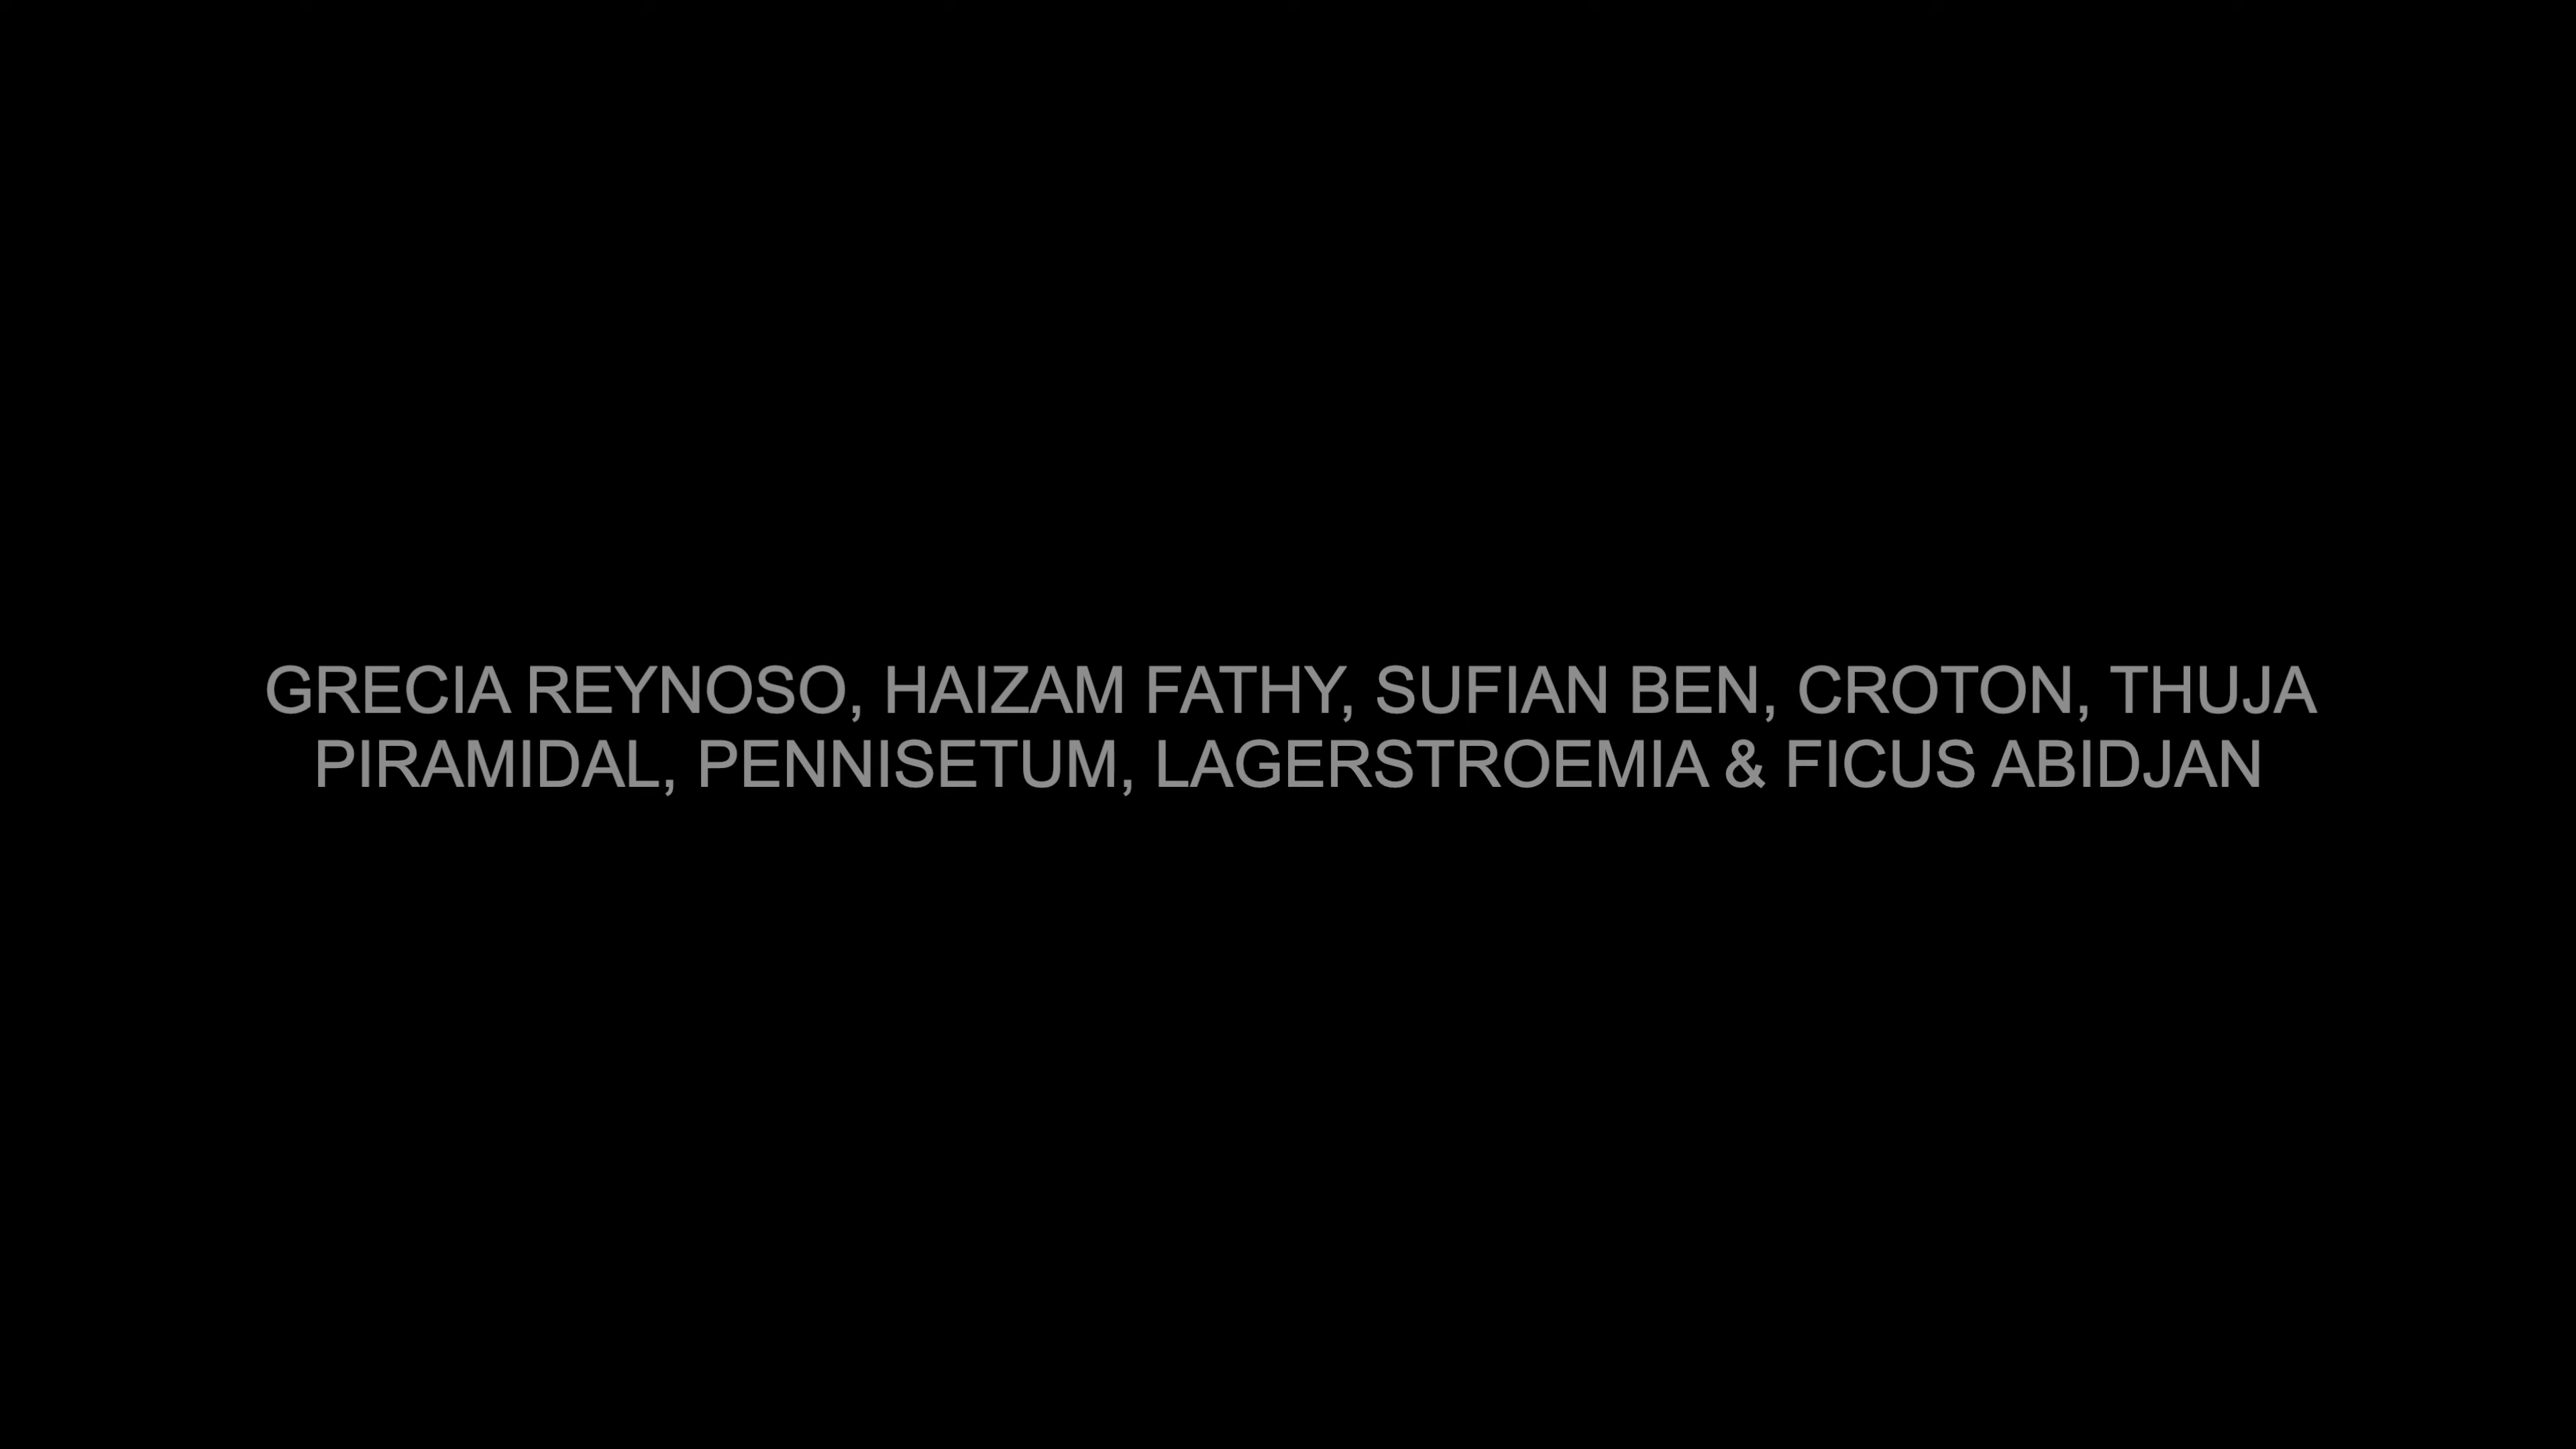 GRECIA REYNOSO, HAIZAM FATHY, SUFIAN BEN, CROTON, THUJA
PIRAMIDAL, PENNISETUM, LAGERSTROEMIA & FICUS ABIDJAN